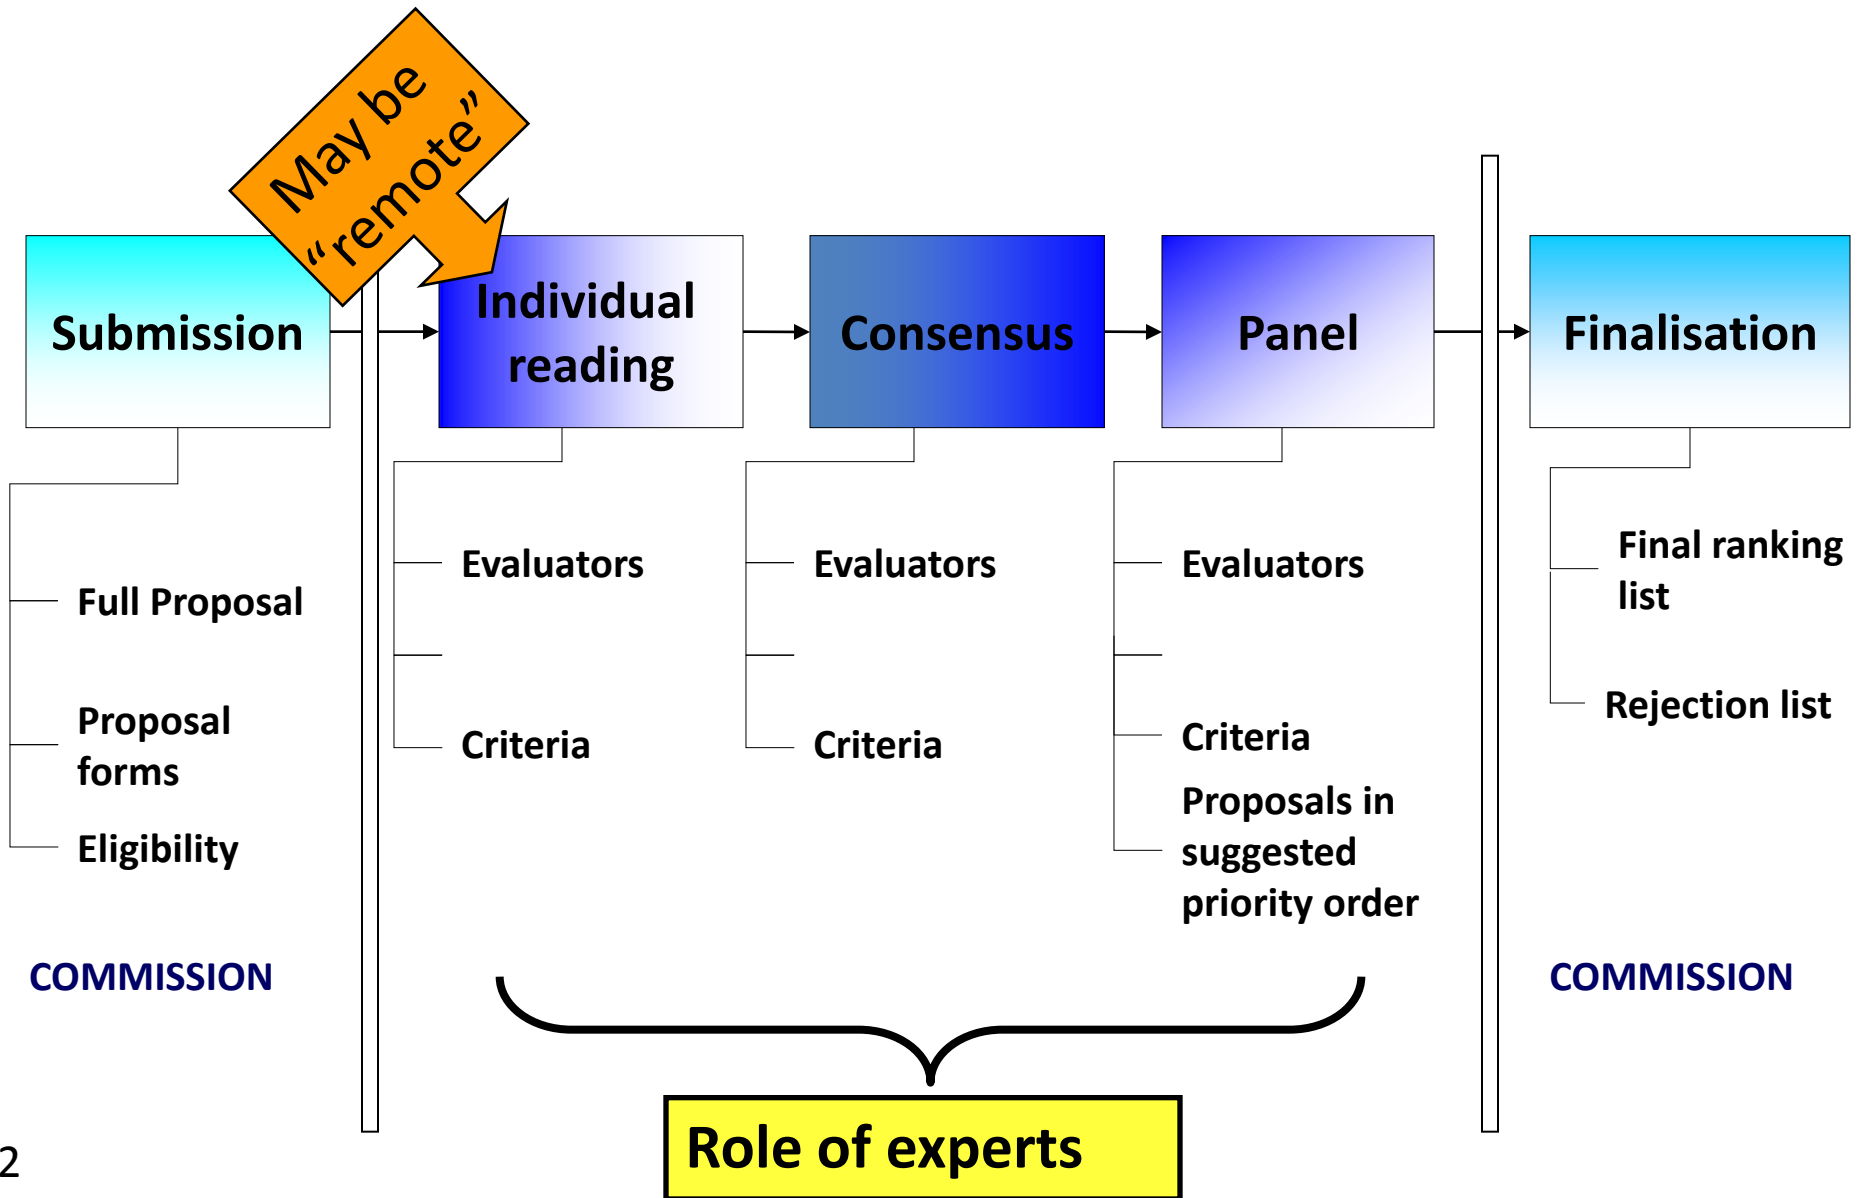 May be
“remote”
Submission
Individual
reading
Consensus
Panel
Finalisation
Full Proposal
Proposal
forms
Eligibility
Evaluators
Criteria
Evaluators
Criteria
Evaluators
Criteria
Proposals in
suggested
priority order
Final ranking
list
Rejection list
COMMISSION
COMMISSION
Role of experts
2